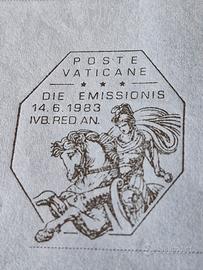 POSTE
VATICANE
★ ★ ★
DIE EMISSIONIS
14.6.1983
IVB. RED. AN.